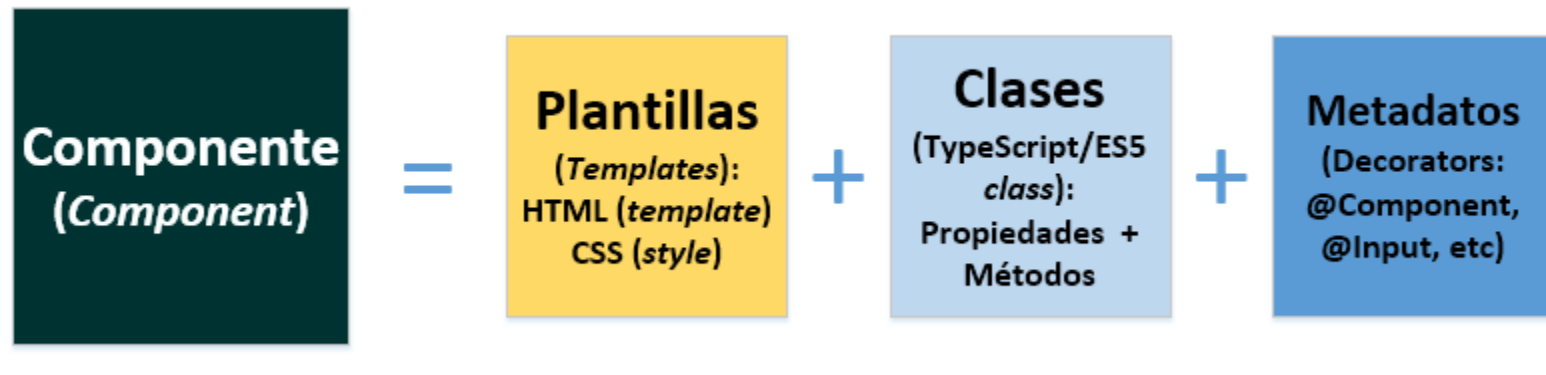 Componente
(Component)
=
Plantillas
(Templates):
HTML (template)
CSS (style)
+
Clases
(TypeScript/ES5
class):
Propiedades +
Métodos
+
Metadatos
(Decorators:
@Component,
@Input, etc)